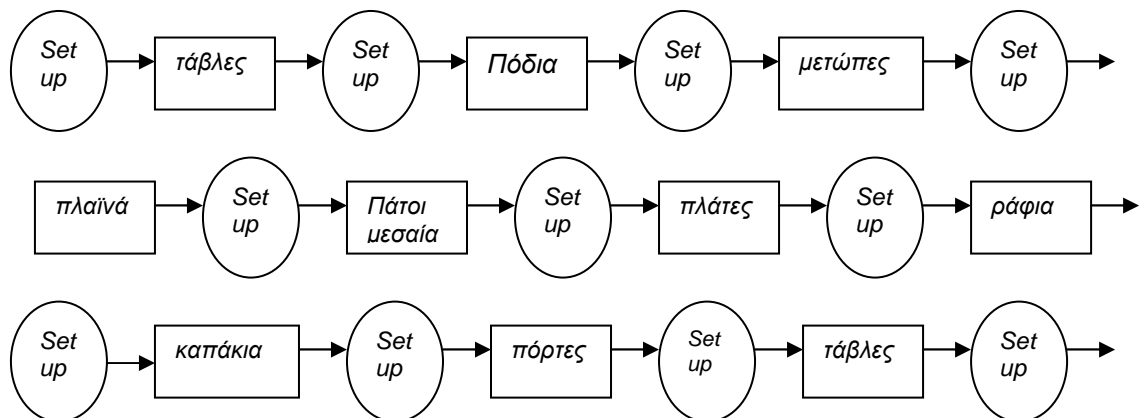 Set up
τάβλες
Set up
Πόδια
Set up
μετώπες
Set up
πλαϊνά
Set up
Πάτοι μεσαία
Set up
πλάτες
Set up
ράφια
Set up
καπάκια
Set up
πόρτες
Set up
τάβλες
Set up